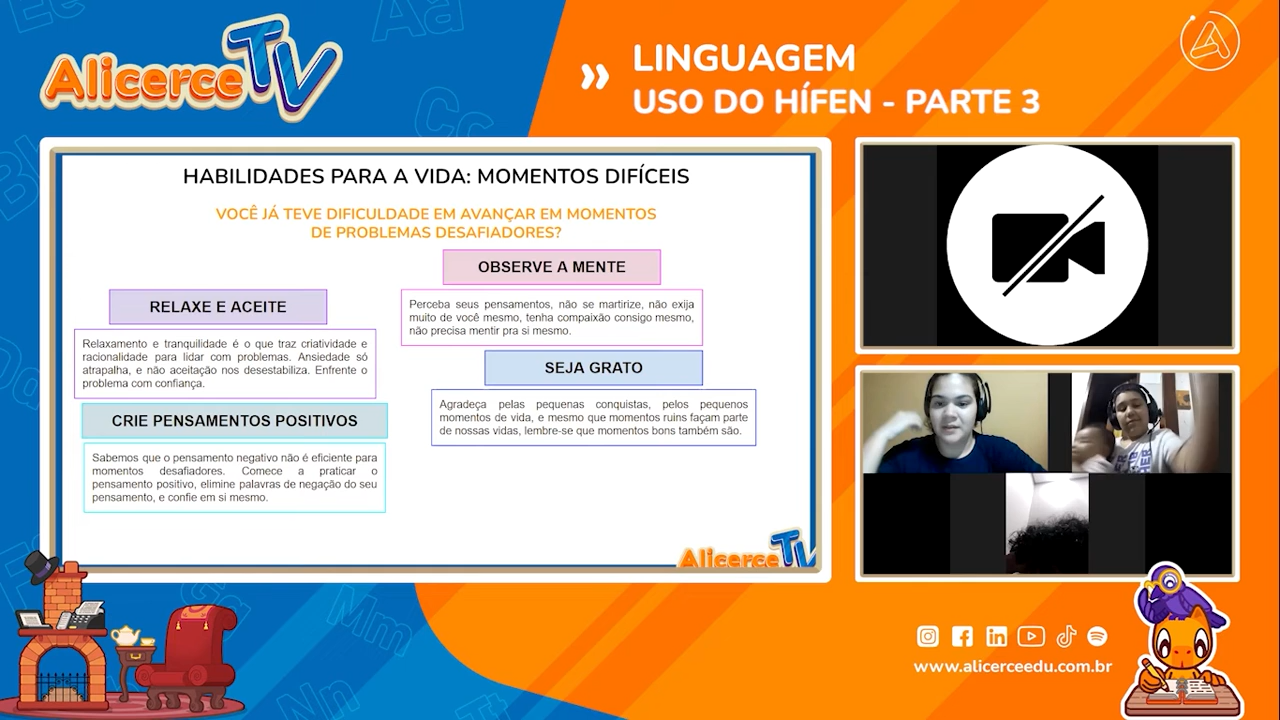 Alicerce TV
LINGUAGEM
USO DO HÍFEN - PARTE 3
HABILIDADES PARA A VIDA: MOMENTOS DIFÍCEIS
VOCÊ JÁ TEVE DIFICULDADE EM AVANÇAR EM MOMENTOS
DE PROBLEMAS DESAFIADORES?
RELAXE E ACEITE
Relaxamento e tranquilidade é o que traz criatividade e
racionalidade para lidar com problemas. Ansiedade só
atrapalha, e não aceitação nos desestabiliza. Enfrente o
problema com confiança.
CRIE PENSAMENTOS POSITIVOS
Sabemos que o pensamento negativo não é eficiente para
momentos desafiadores. Comece a praticar o
pensamento positivo, elimine palavras de negação do seu
pensamento, e confie em si mesmo.
OBSERVE A MENTE
Perceba seus pensamentos, não se martirize, não exija
muito de você mesmo, tenha compaixão consigo mesmo,
não precisa mentir pra si mesmo.
SEJA GRATO
Agradeça pelas pequenas conquistas, pelos pequenos
momentos de vida, e mesmo que momentos ruins façam parte
de nossas vidas, lembre-se que momentos bons também são.
Alicerce TV
www.alicerceedu.com.br